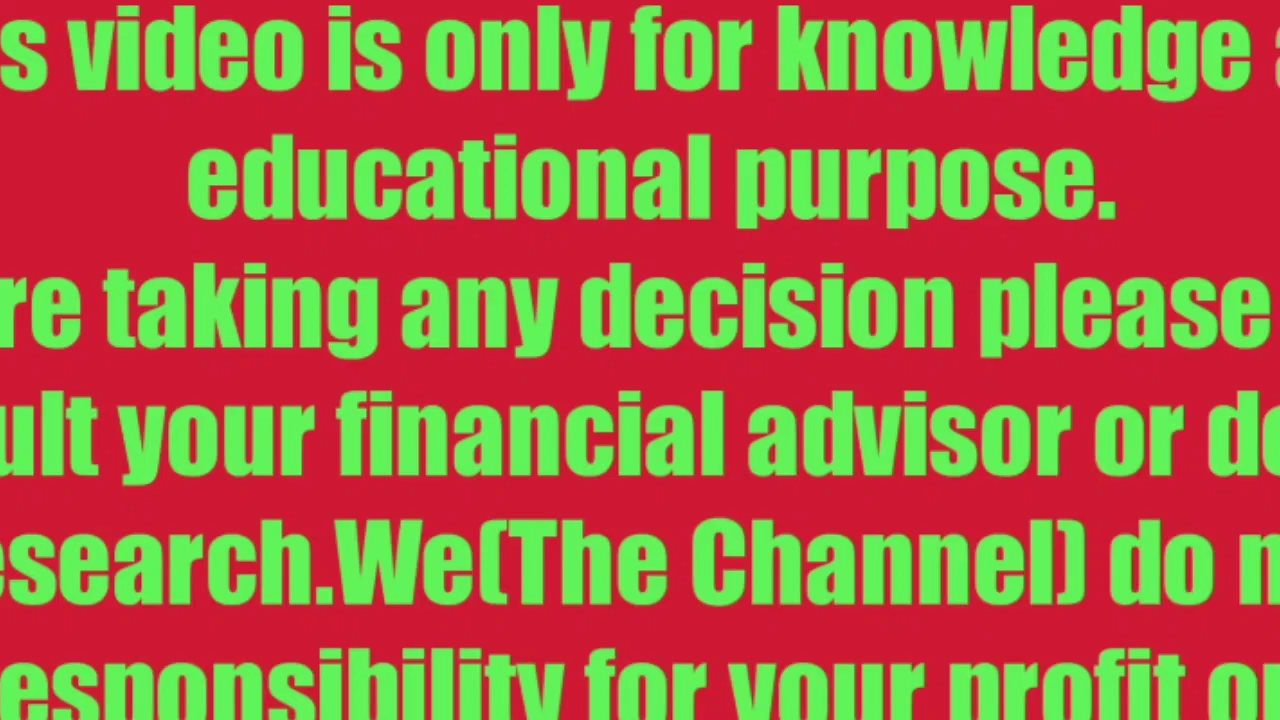 s video is only for knowledge
educational purpose.
re taking any decision please
ult your financial advisor or d
esearch.We(The Channel) do n
esponsibility for your profit o